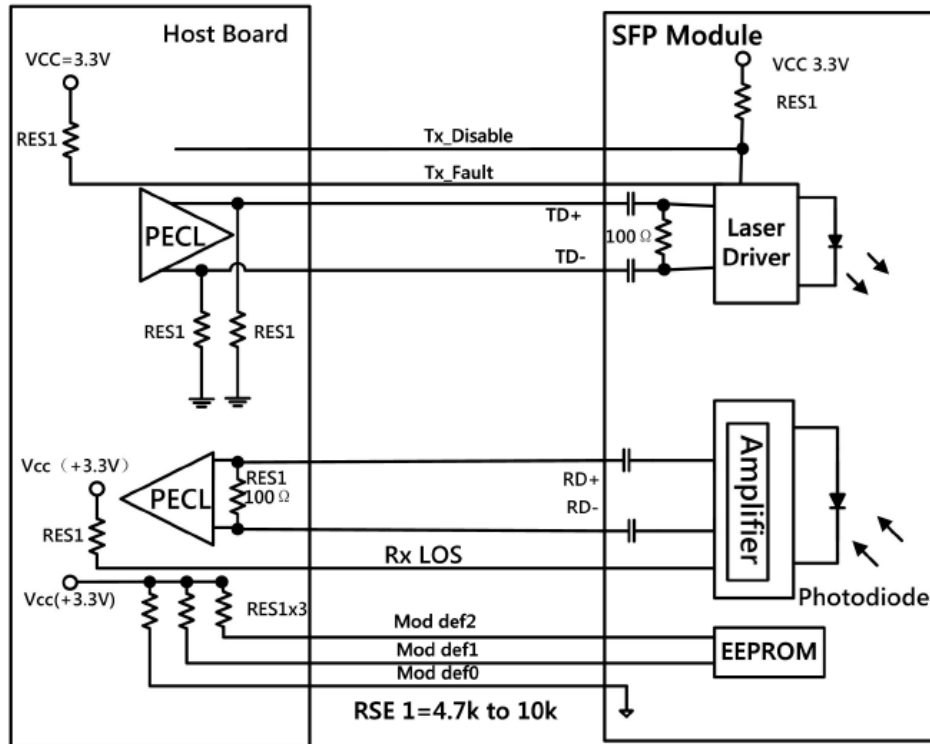 Host Board
SFP Module
VCC=3.3V
VCC 3.3V
RES1
RES1
Tx_Disable
Tx_Fault
PECL
TD+
TD-
100Ω
Laser
Driver
RES1
RES1
Vcc（+3.3V）
PECL
RES1
100Ω
RD+
RD-
Amplifier
RES1
Rx LOS
Vcc(+3.3V)
RES1x3
Photodiode
Mod def2
Mod def1
Mod def0
EEPROM
RSE 1=4.7k to 10k